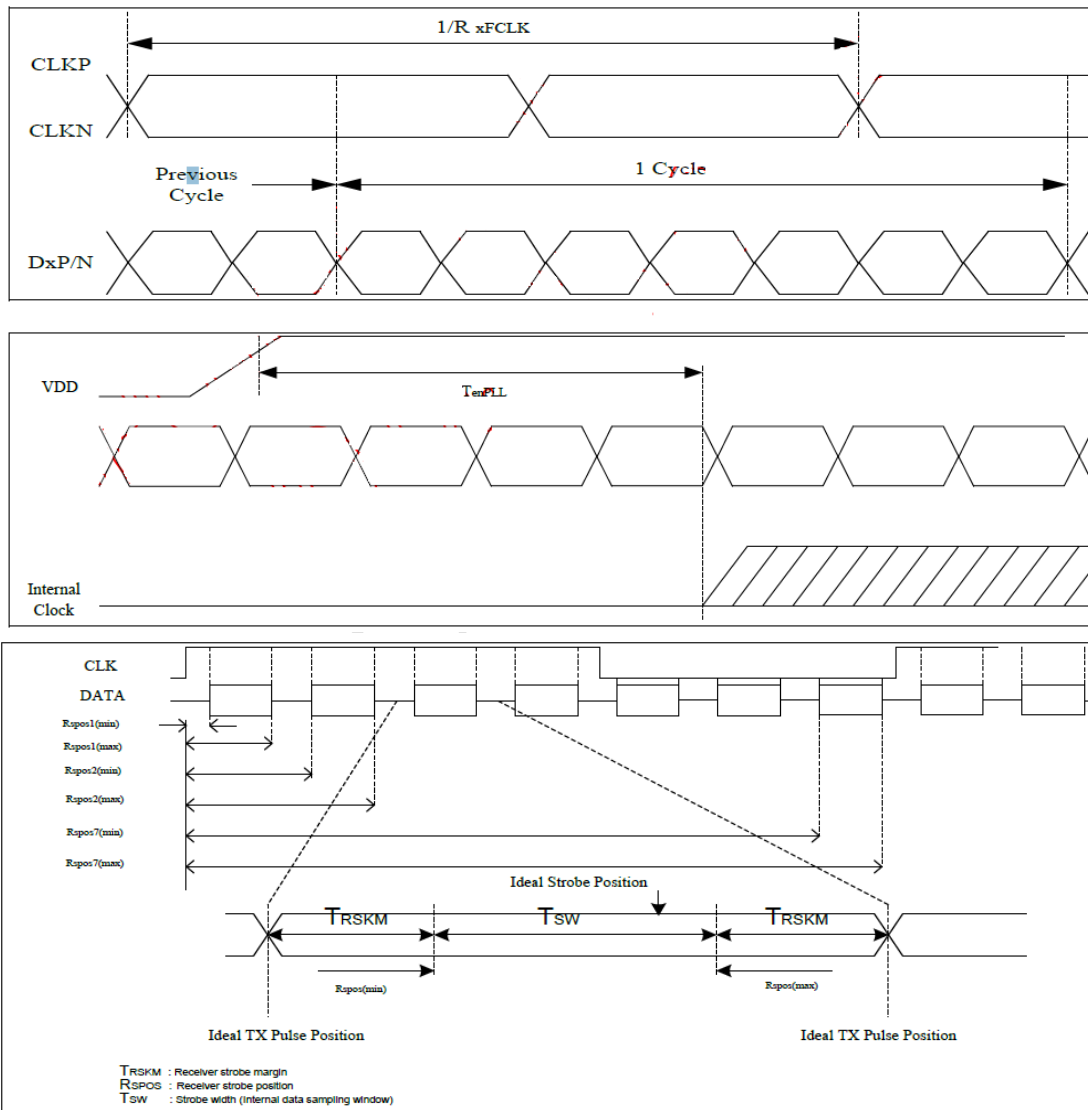 1/R xFCLK
CLKP
CLKN
Previous
Cycle
1 Cycle
DxP/N
VDD
TenPLL
Internal
Clock
CLK
DATA
Rspos1(min)
Rspos1(max)
Rspos2(min)
Rspos2(max)
Rspos7(min)
Rspos7(max)
Ideal Strobe Position
TRSKM
TSW
TRSKM
Rspos(min)
Rspos(max)
Ideal TX Pulse Position
Ideal TX Pulse Position
TRSKM : Receiver strobe margin
RSPOS : Receiver strobe position
TSW : Strobe width (Internal data sampling window)